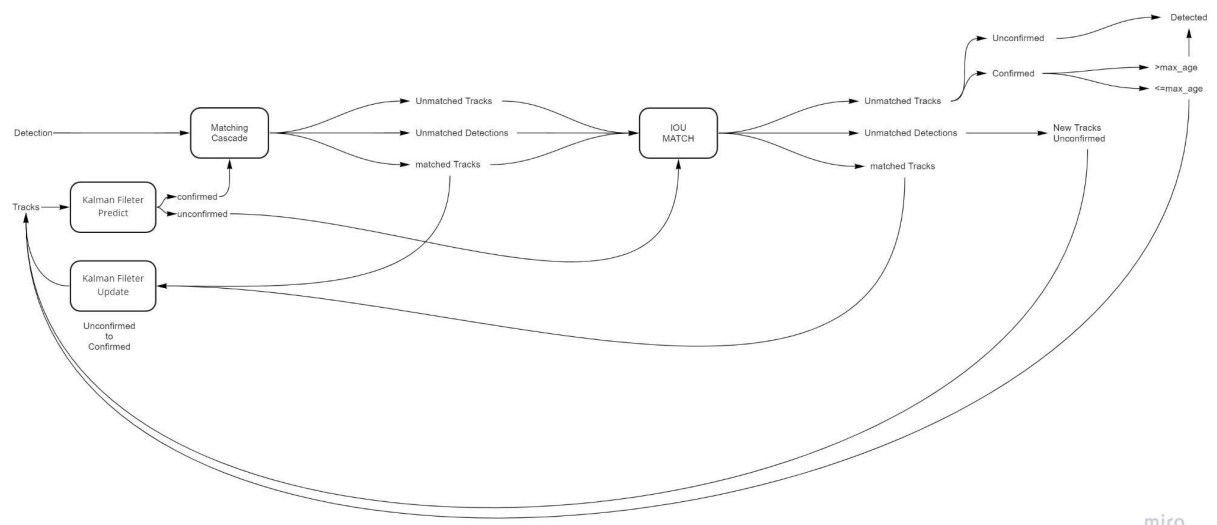 Detected
Unconfirmed
Confirmed
>max_age
<=max_age
Unmatched Tracks
Unmatched Tracks
Detection
Matching
Cascade
Unmatched Detections
IOU
MATCH
Unmatched Detections
New Tracks
Unconfirmed
matched Tracks
matched Tracks
Tracks
Kalman Fileter
Predict
confirmed
unconfirmed
Kalman Fileter
Update
Unconfirmed
to
Confirmed
miro